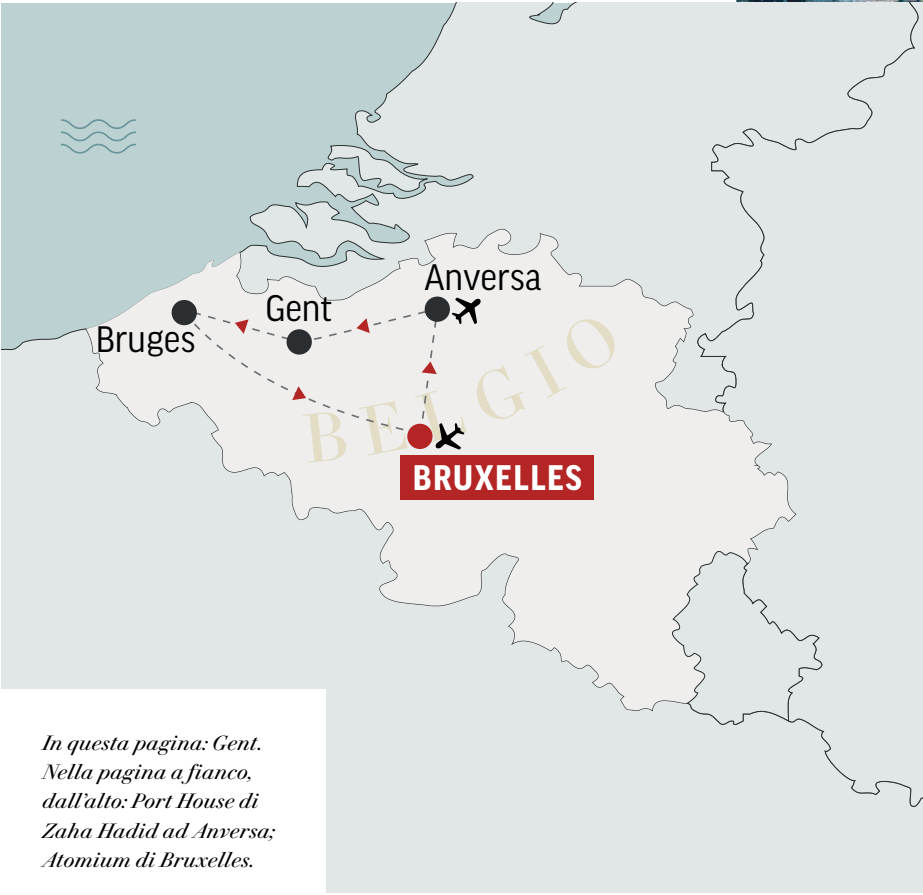 Anversa
Gent
Bruges
BELGIO
BRUXELLES
In questa pagina: Gent.
Nella pagina a fianco,
dall'alto: Port House di
Zaha Hadid ad Anversa;
Atomium di Bruxelles.